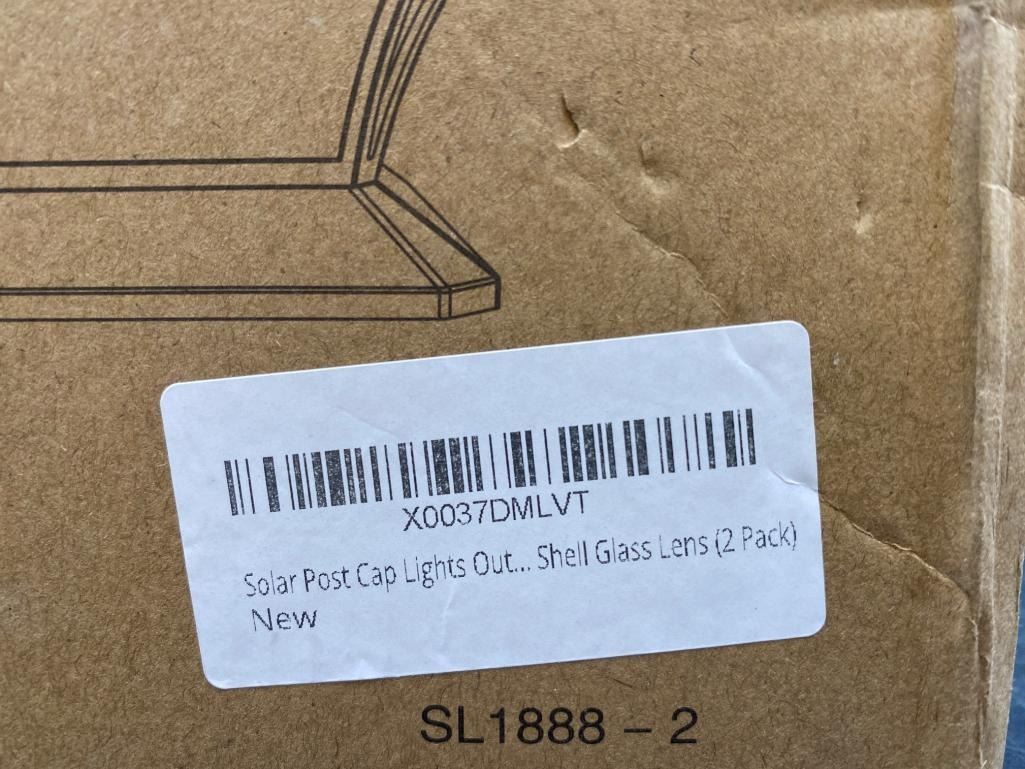 X0037DMLVT
Solar Post Cap Lights Out... Shell Glass Lens (2 Pack)
New
SL1888 – 2